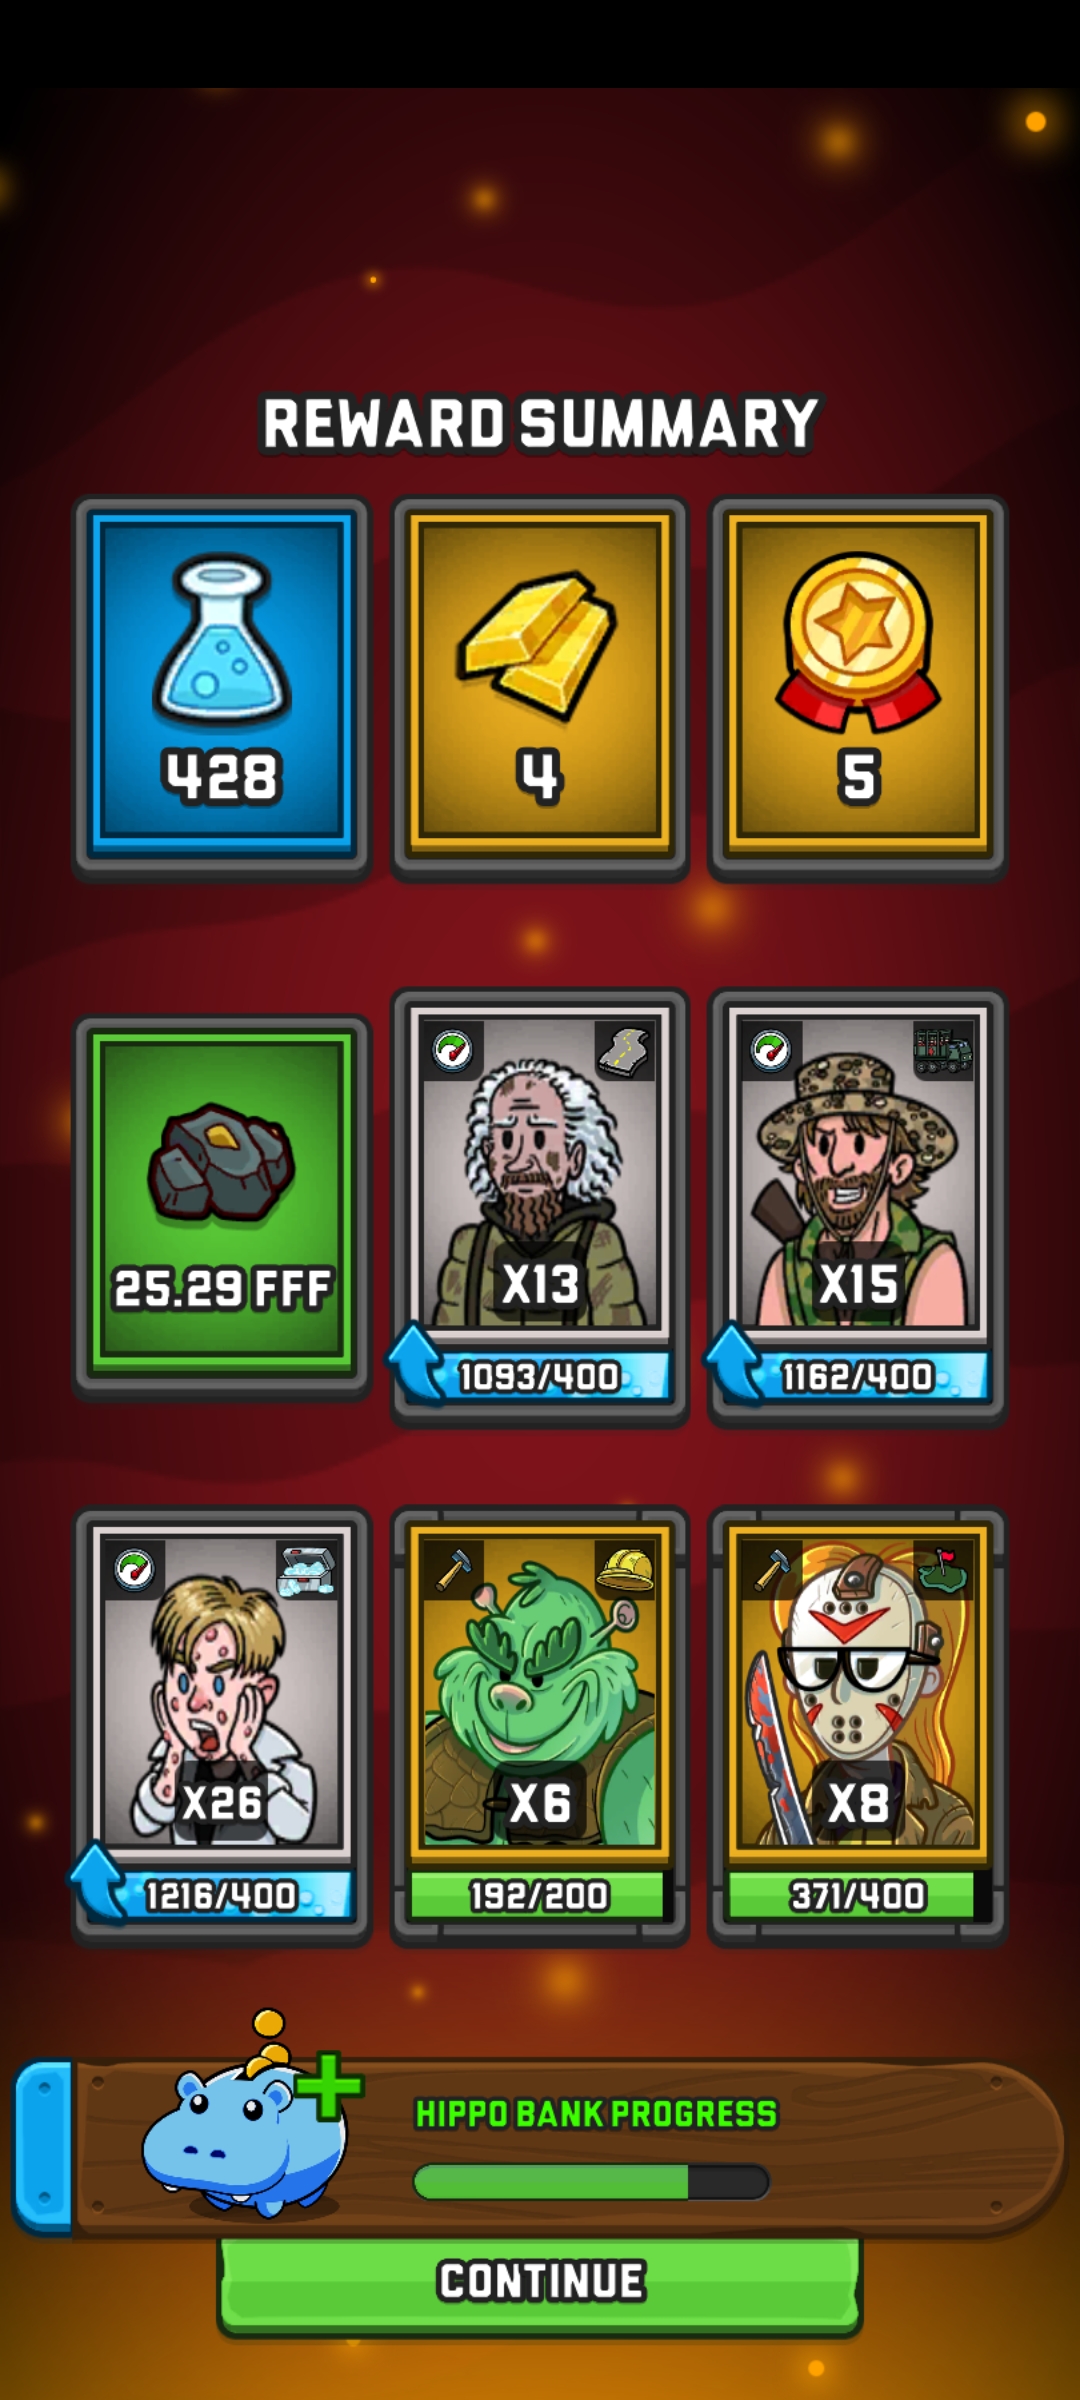 REWARD SUMMARY
428
4
5
25.29 FFF
X13
1093/400
X15
1162/400
X26
1216/400
X6
192/200
X8
371/400
HIPPO BANK PROGRESS
CONTINUE